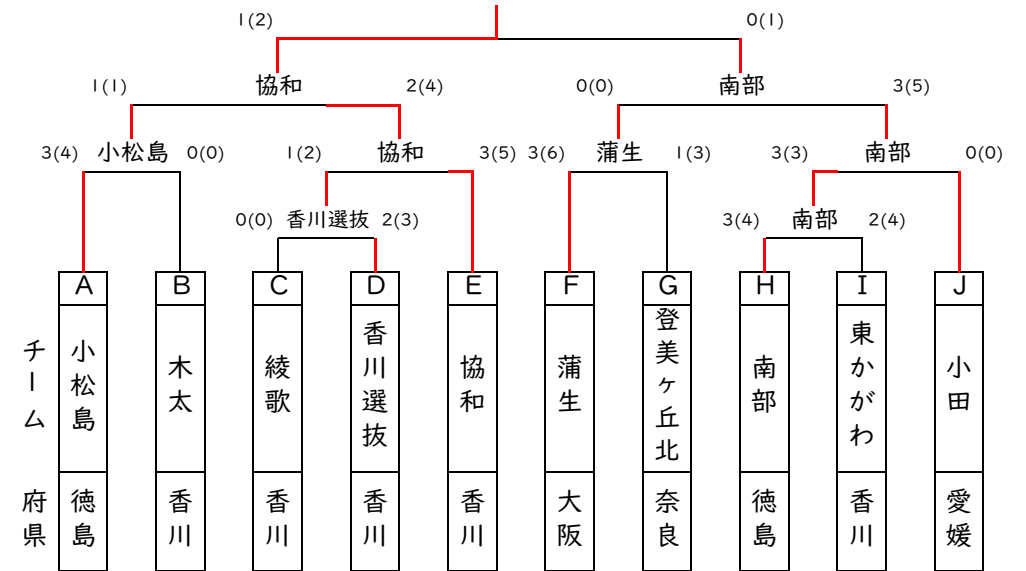 1(2) 0(1)
1(1) 協和 2(4) 0(0) 南部 3(5)
3(4) 小松島 0(0) 1(2) 協和 3(5) 3(6) 蒲生 1(3) 3(3) 南部 0(0)
0(0) 香川選抜 2(3) 3(4) 南部 2(4)
A B C D E F G H I J
チーム 小松島 木太 綾歌 香川選抜 協和 蒲生 登美ヶ丘北 南部 東かがわ 小田
府県 徳島 香川 香川 香川 香川 大阪 奈良 徳島 香川 愛媛